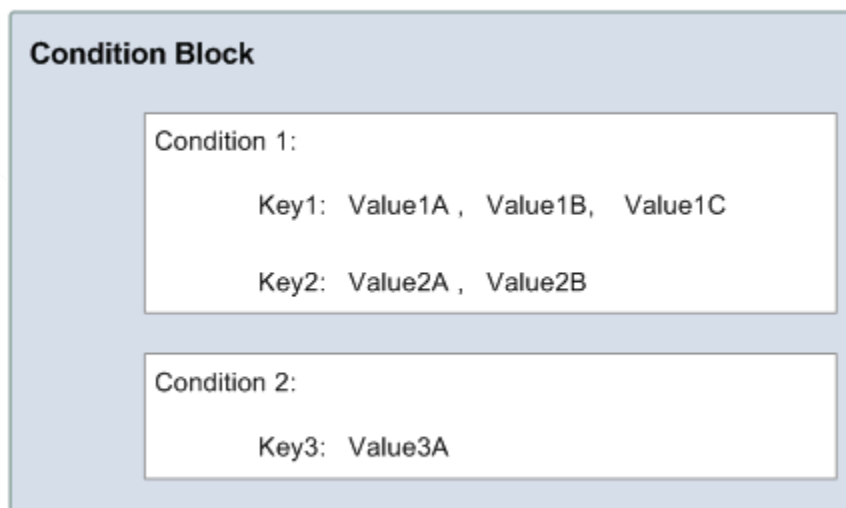 Condition Block
Condition 1:
Key1: Value1A , Value1B, Value1C
Key2: Value2A , Value2B
Condition 2:
Key3: Value3A